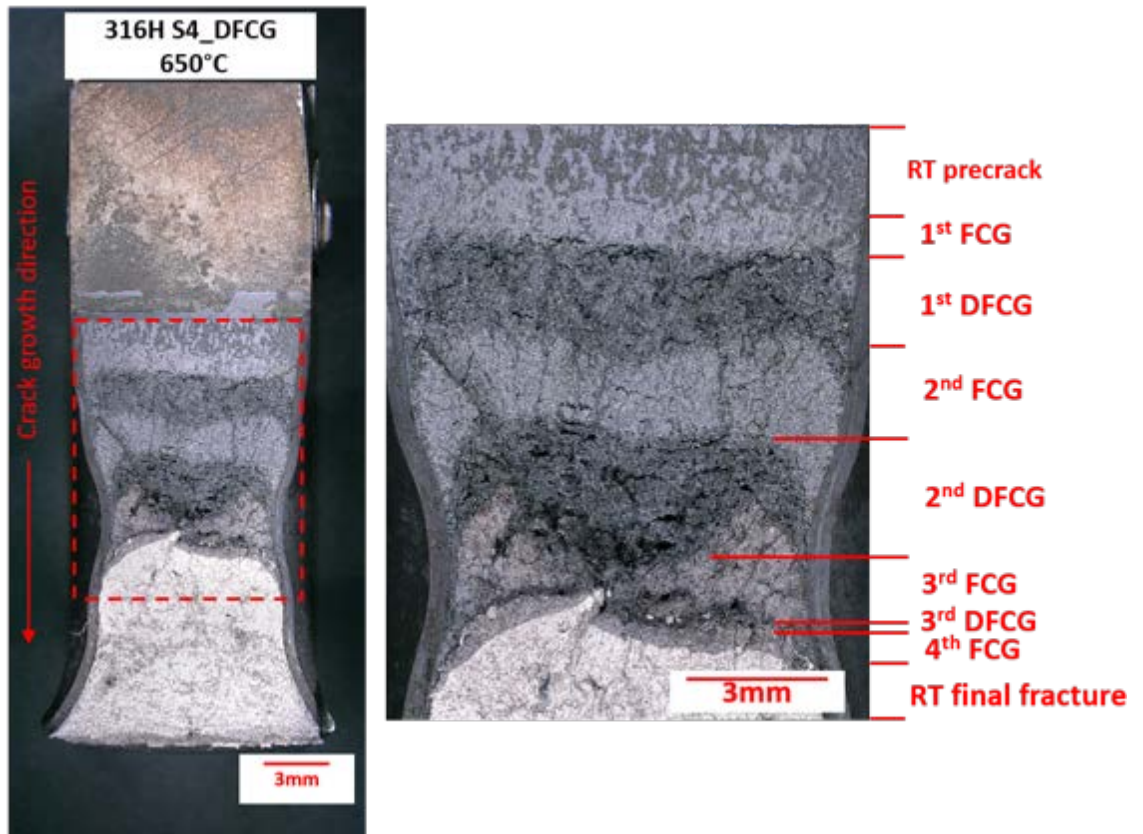 316H S4_DFCG
650°C
Crack growth direction
3mm
RT precrack
1st FCG
1st DFCG
2nd FCG
2nd DFCG
3rd FCG
3rd DFCG
4th FCG
RT final fracture
3mm